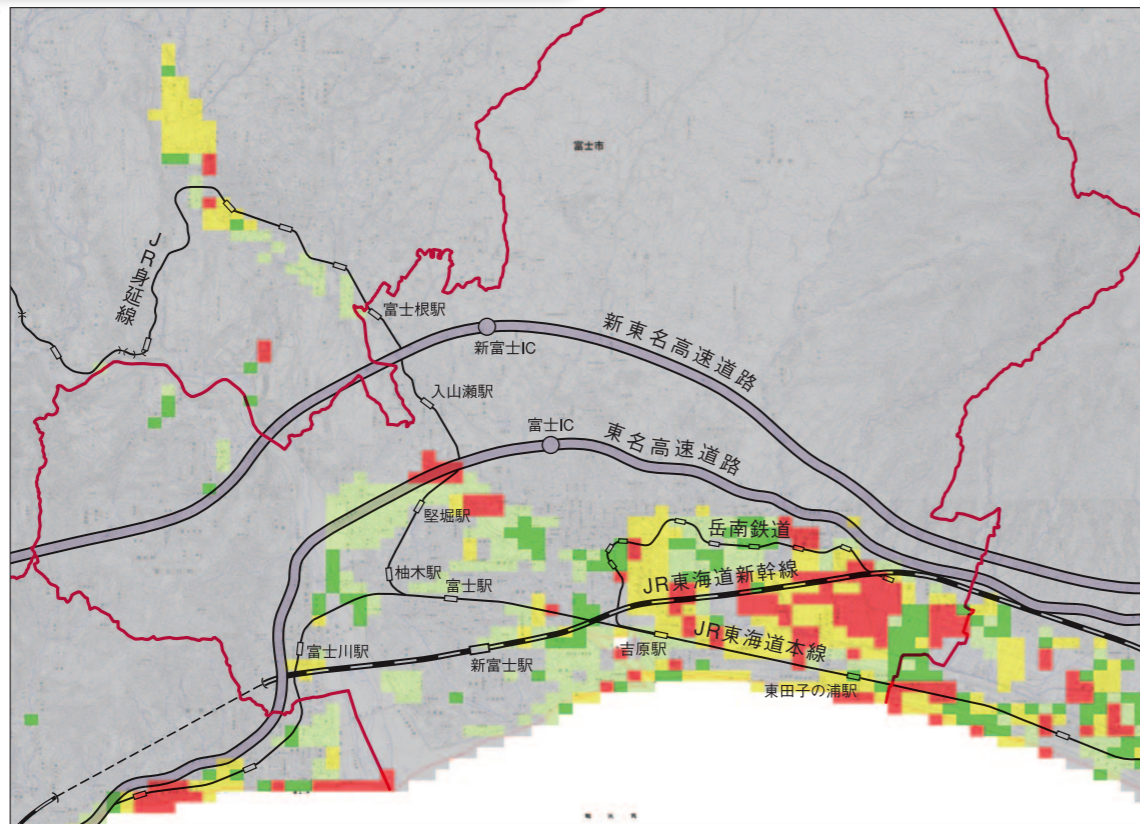 富士市
JR身延線
富士根駅
新富士IC
新東名高速道路
入山瀬駅
富士IC
東名高速道路
竪堀駅
岳南鉄道
柚木駅
富士駅
JR東海道新幹線
JR東海道本線
富士川駅
新富士駅
吉原駅
東田子の浦駅